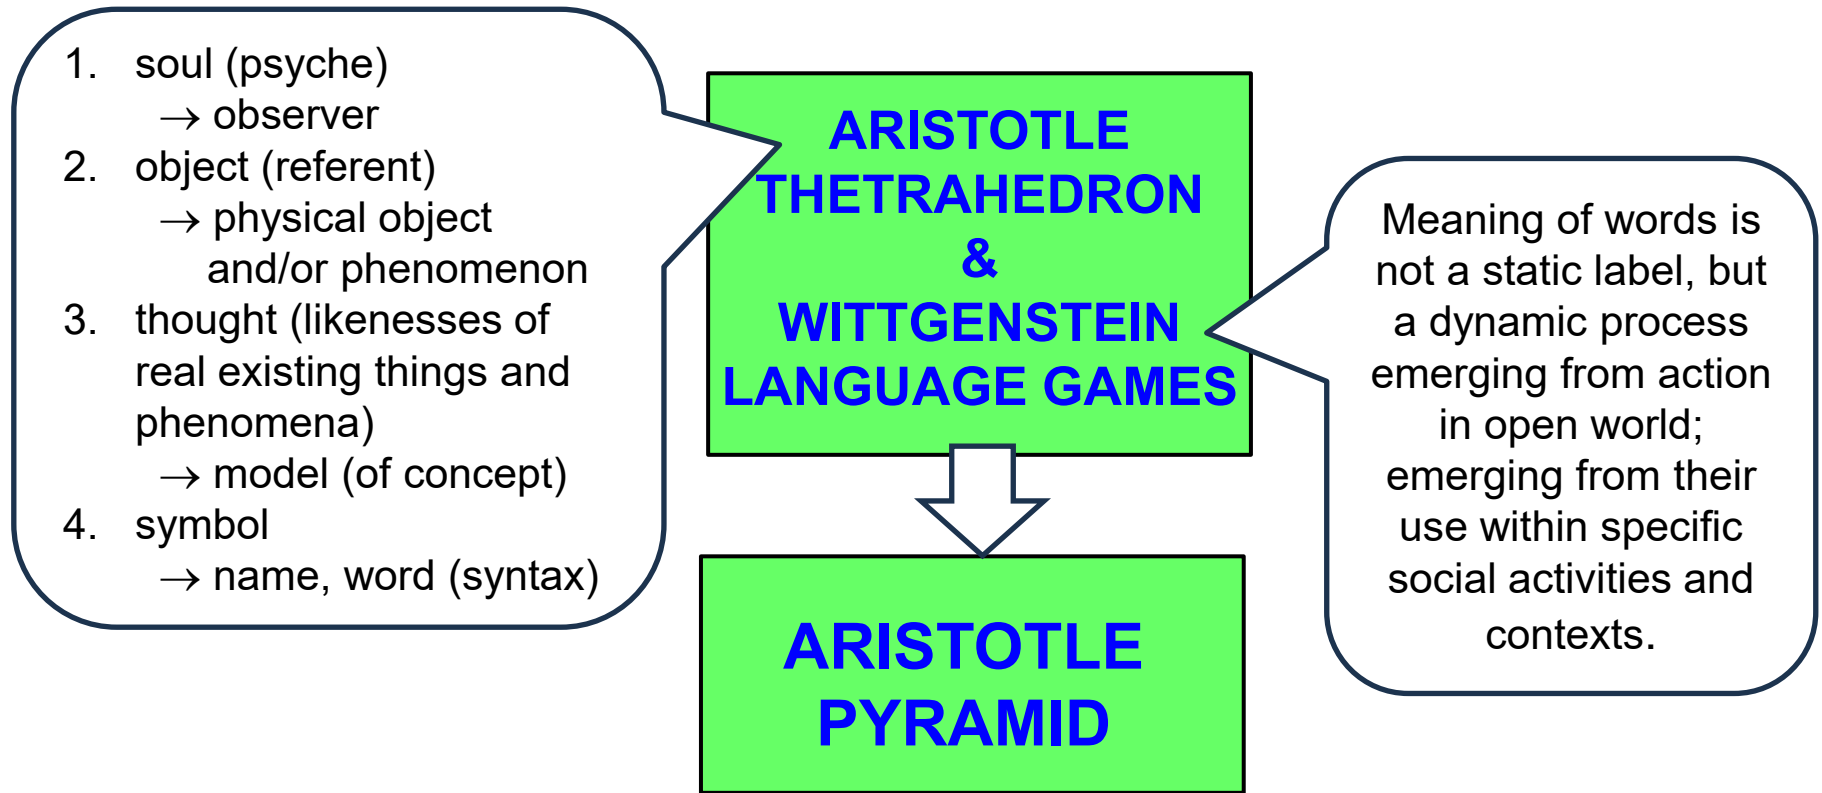 1. soul (psyche)
→ observer
2. object (referent)
→ physical object
and/or phenomenon
3. thought (likenesses of
real existing things and
phenomena)
→ model (of concept)
4. symbol
→ name, word (syntax)
ARISTOTLE
THETRAHEDRON
&
WITTGENSTEIN
LANGUAGE GAMES
Meaning of words is
not a static label, but
a dynamic process
emerging from action
in open world;
emerging from their
use within specific
social activities and
contexts.
ARISTOTLE
PYRAMID